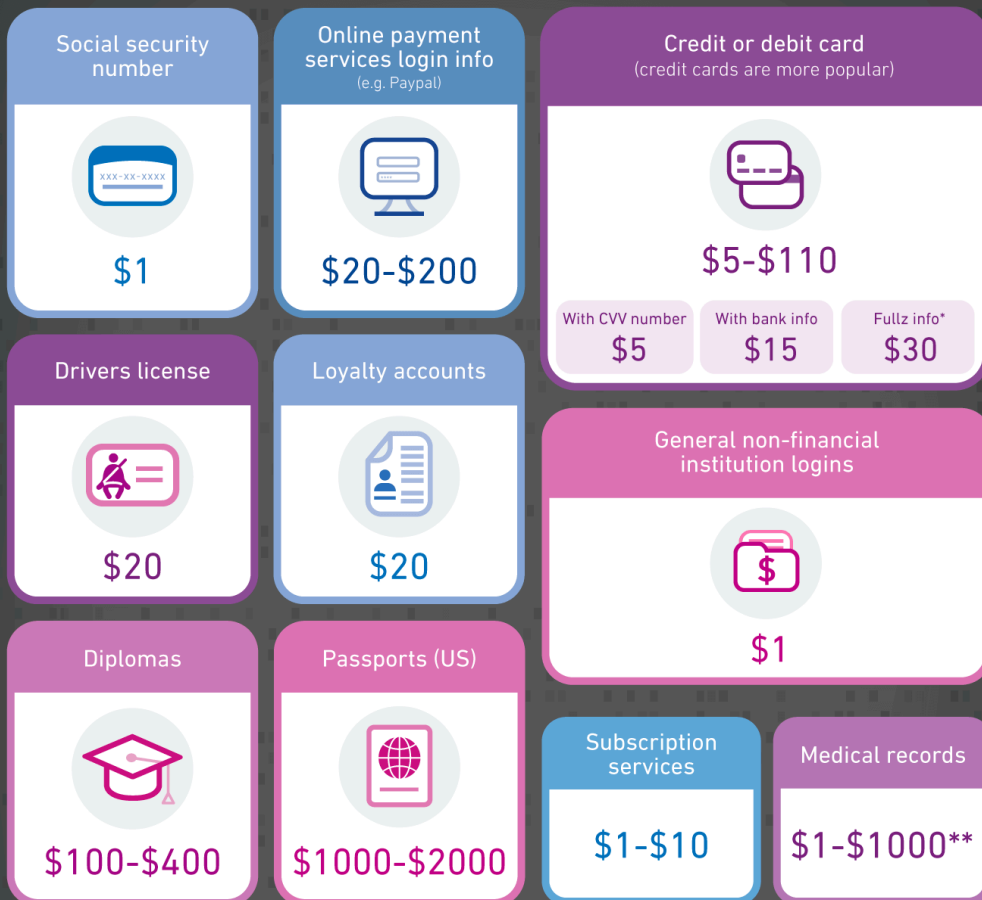 Social security
number
xxx-xx-xxxx
$1
Online payment
services login info
(e.g. Paypal)
$20-$200
Credit or debit card
(credit cards are more popular)
$5-$110
With CVV number
$5
With bank info
$15
Fullz info*
$30
Drivers license
$20
Loyalty accounts
$20
General non-financial
institution logins
$
$1
Diplomas
$100-$400
Passports (US)
$1000-$2000
Subscription
services
$1-$10
Medical records
$1-$1000**